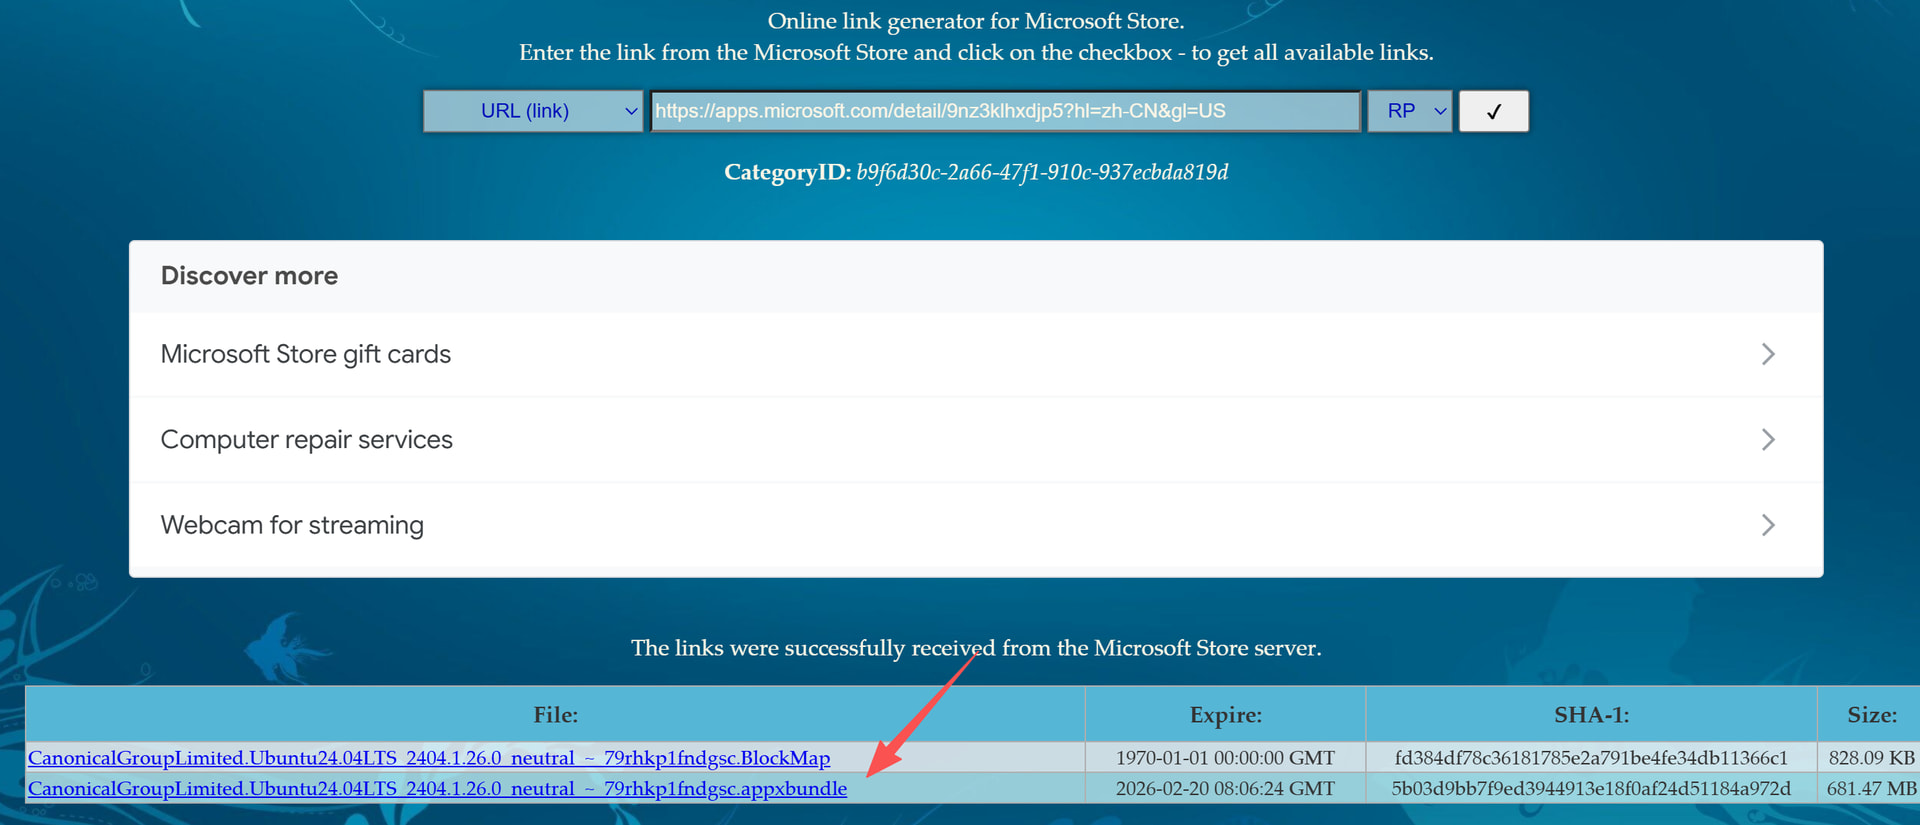 Online link generator for Microsoft Store.
Enter the link from the Microsoft Store and click on the checkbox - to get all available links.
URL (link) https://apps.microsoft.com/detail/9nz3klhxdjp5?hl=zh-CN&gl=US RP ✓
CategoryID: b9f6d30c-2a66-47f1-910c-937ecbda819d
Discover more
Microsoft Store gift cards
Computer repair services
Webcam for streaming
The links were successfully received from the Microsoft Store server.
File: Expire: SHA-1: Size:
CanonicalGroupLimited.Ubuntu24.04LTS_2404.1.26.0_neutral_~_79rhkp1fndgsc.BlockMap 1970-01-01 00:00:00 GMT fd384df78c36181785e2a791be4fe34db11366c1 828.09 KB
CanonicalGroupLimited.Ubuntu24.04LTS_2404.1.26.0_neutral_~_79rhkp1fndgsc.appxbundle 2026-02-20 08:06:24 GMT 5b03d9bb7f9ed3944913e18f0af24d51184a972d 681.47 MB